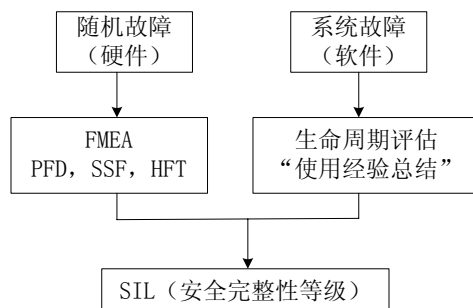 随机故障
（硬件）
系统故障
（软件）
FMEA
PFD，SSF，HFT
生命周期评估
“使用经验总结”
SIL（安全完整性等级）